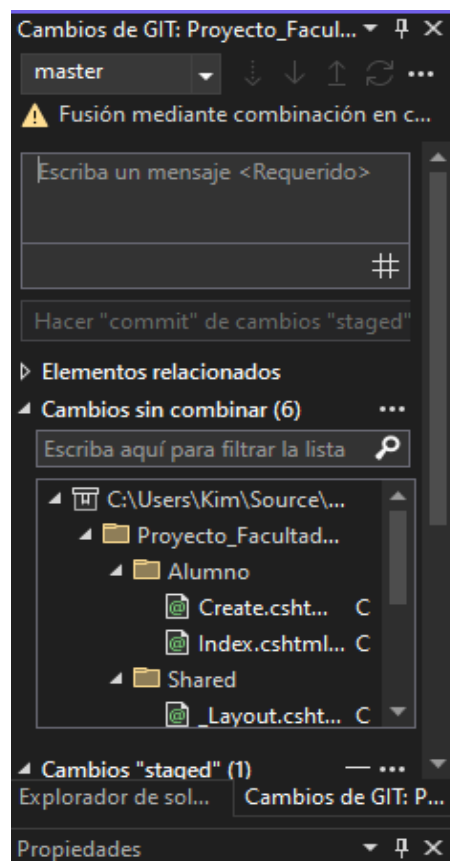 Cambios de GIT: Proyecto_Facul...
master
Fusión mediante combinación en c...
Escriba un mensaje <Requerido>
Hacer "commit" de cambios "staged"
Elementos relacionados
Cambios sin combinar (6)
Escriba aquí para filtrar la lista
C:\Users\Kim\Source\...
Proyecto_Facultad...
Alumno
Create.csht... C
Index.cshtml... C
Shared
_Layout.csht... C
Cambios "staged" (1)
Explorador de sol... Cambios de GIT: P...
Propiedades